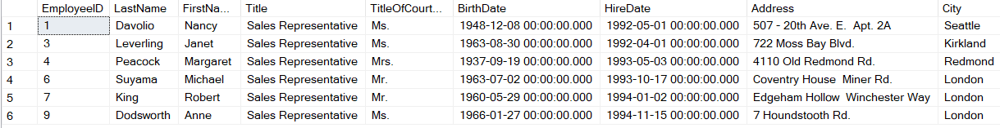 EmployeeID LastName FirstNa... Title TitleOfCourt... BirthDate HireDate Address City
1 1 Davolio Nancy Sales Representative Ms. 1948-12-08 00:00:00.000 1992-05-01 00:00:00.000 507 - 20th Ave. E.  Apt. 2A Seattle
2 3 Leverling Janet Sales Representative Ms. 1963-08-30 00:00:00.000 1992-04-01 00:00:00.000 722 Moss Bay Blvd. Kirkland
3 4 Peacock Margaret Sales Representative Mrs. 1937-09-19 00:00:00.000 1993-05-03 00:00:00.000 4110 Old Redmond Rd. Redmond
4 6 Suyama Michael Sales Representative Mr. 1963-07-02 00:00:00.000 1993-10-17 00:00:00.000 Coventry House  Miner Rd. London
5 7 King Robert Sales Representative Mr. 1960-05-29 00:00:00.000 1994-01-02 00:00:00.000 Edgeham Hollow  Winchester Way London
6 9 Dodsworth Anne Sales Representative Ms. 1966-01-27 00:00:00.000 1994-11-15 00:00:00.000 7 Houndstooth Rd. London